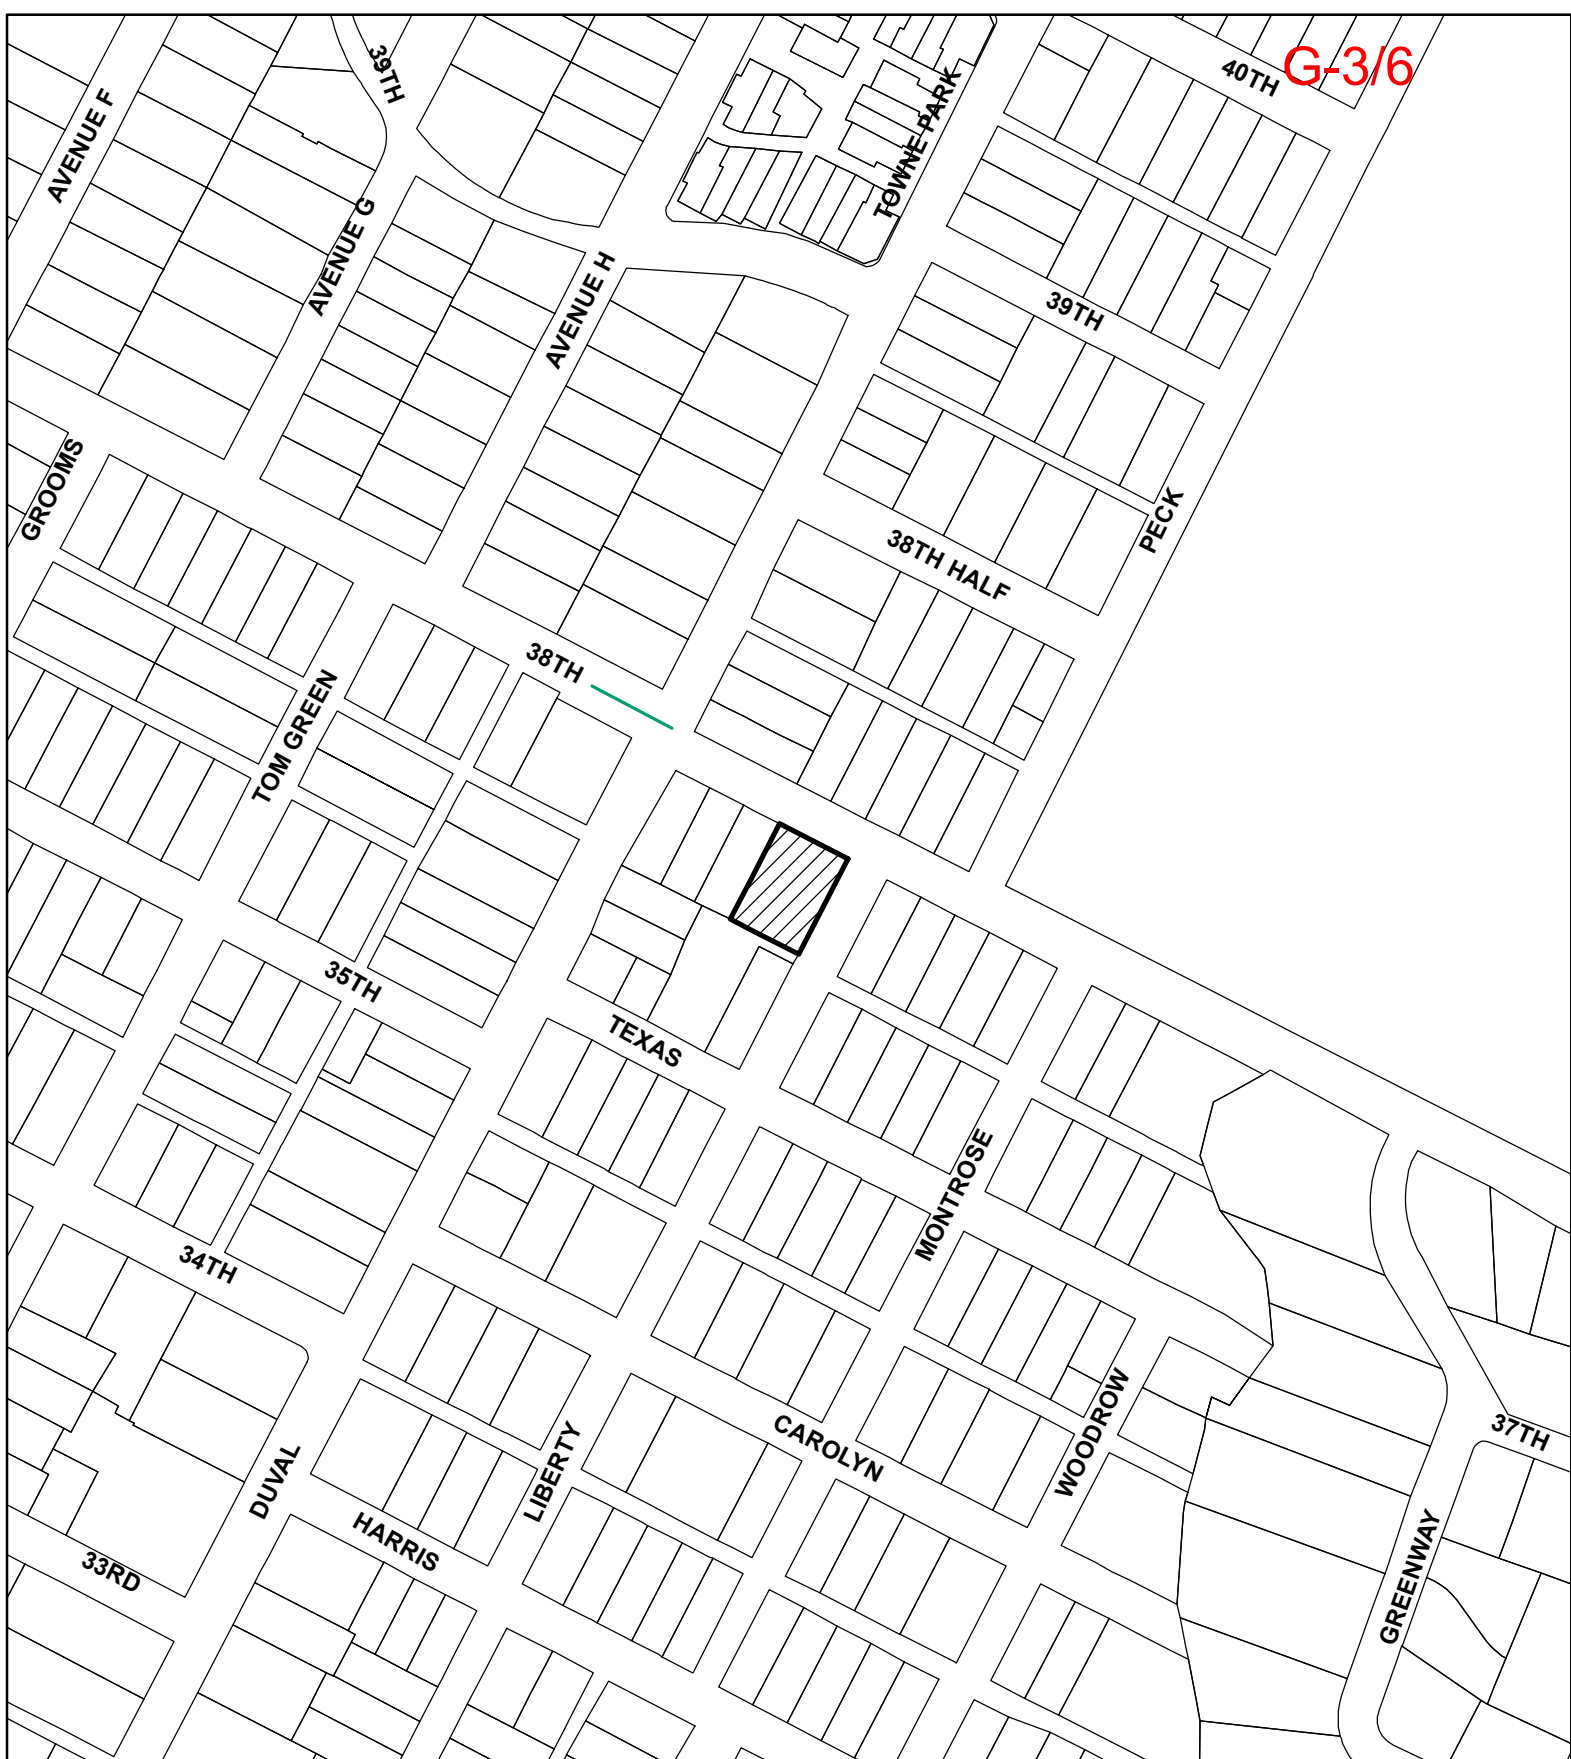 G-3/6
40TH
39TH
AVENUE F
TOWNE PARK
AVENUE G
AVENUE H
39TH
GROOMS
PECK
38TH HALF
38TH
TOM GREEN
35TH
TEXAS
MONTROSE
34TH
WOODROW
CAROLYN
37TH
DUVAL
LIBERTY
HARRIS
GREENWAY
33RD